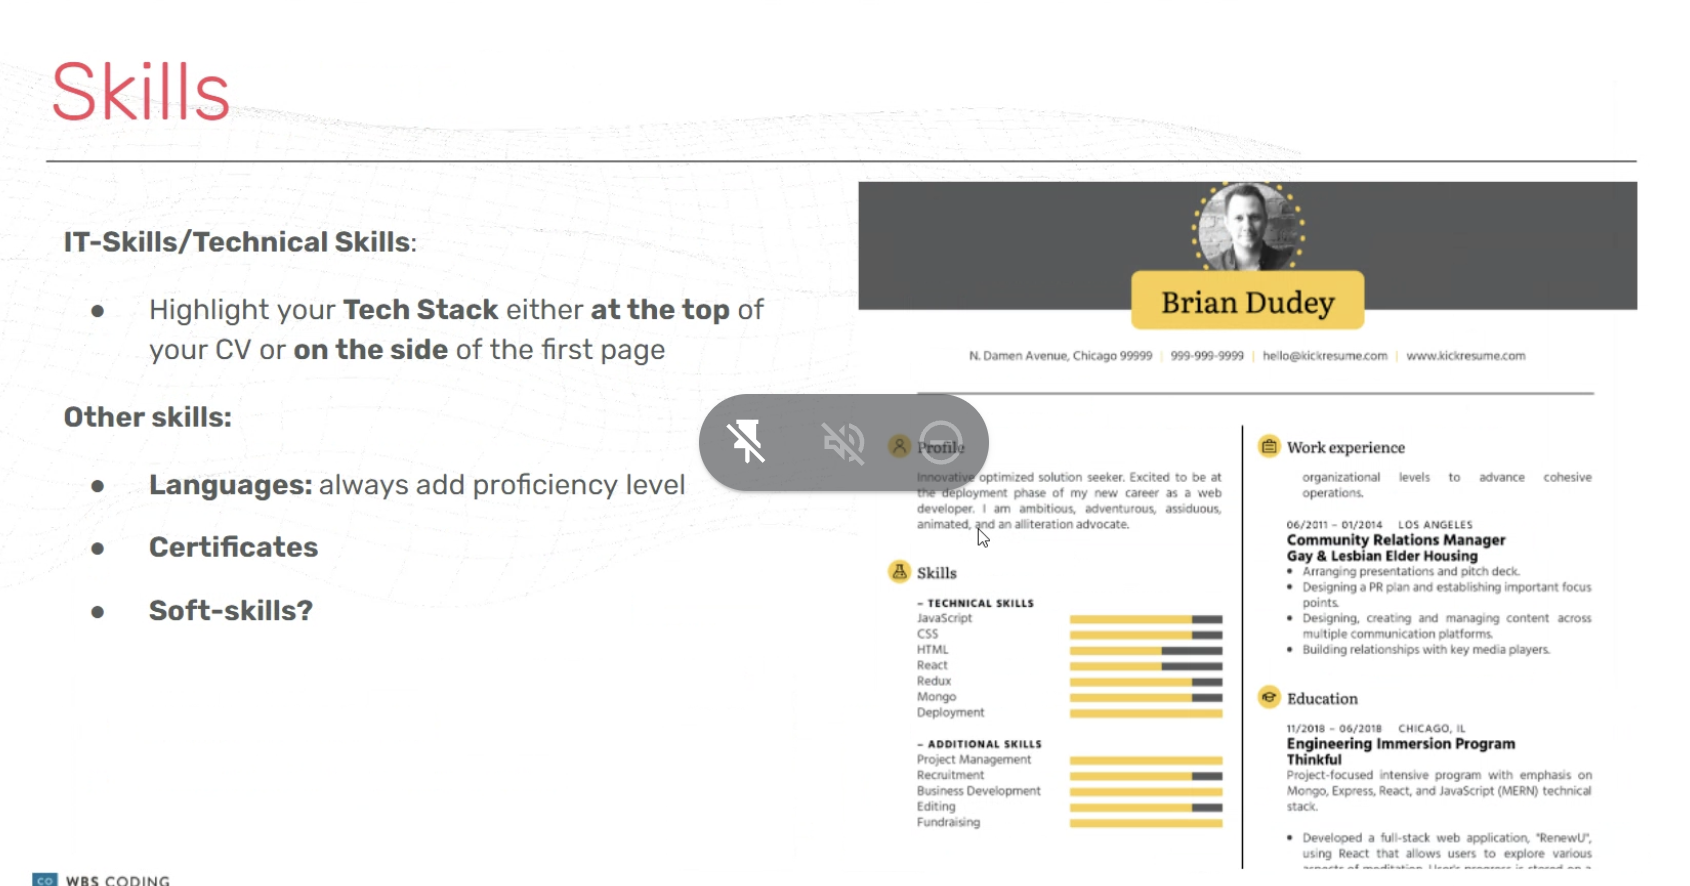 Skills
IT-Skills/Technical Skills:
● Highlight your Tech Stack either at the top of
your CV or on the side of the first page
Other skills:
● Languages: always add proficiency level
● Certificates
● Soft-skills?
WBS CODING
Brian Dudey
N. Damen Avenue, Chicago 99999 | 999-999-9999 | hello@kickresume.com | www.kickresume.com
Profile
Innovative optimized solution seeker. Excited to be at
the deployment phase of my new career as a web
developer. I am ambitious, adventurous, assiduous,
animated, and an alliteration advocate.
Skills
– TECHNICAL SKILLS
JavaScript
CSS
HTML
React
Redux
Mongo
Deployment
– ADDITIONAL SKILLS
Project Management
Recruitment
Business Development
Editing
Fundraising
Work experience
organizational levels to advance cohesive
operations.
06/2011 – 01/2014 LOS ANGELES
Community Relations Manager
Gay & Lesbian Elder Housing
• Arranging presentations and pitch deck.
• Designing a PR plan and establishing important focus
points.
• Designing, creating and managing content across
multiple communication platforms.
• Building relationships with key media players.
Education
11/2018 – 06/2018 CHICAGO, IL
Engineering Immersion Program
Thinkful
Project-focused intensive program with emphasis on
Mongo, Express, React, and JavaScript (MERN) technical
stack.
• Developed a full-stack web application, "RenewU",
using React that allows users to explore various